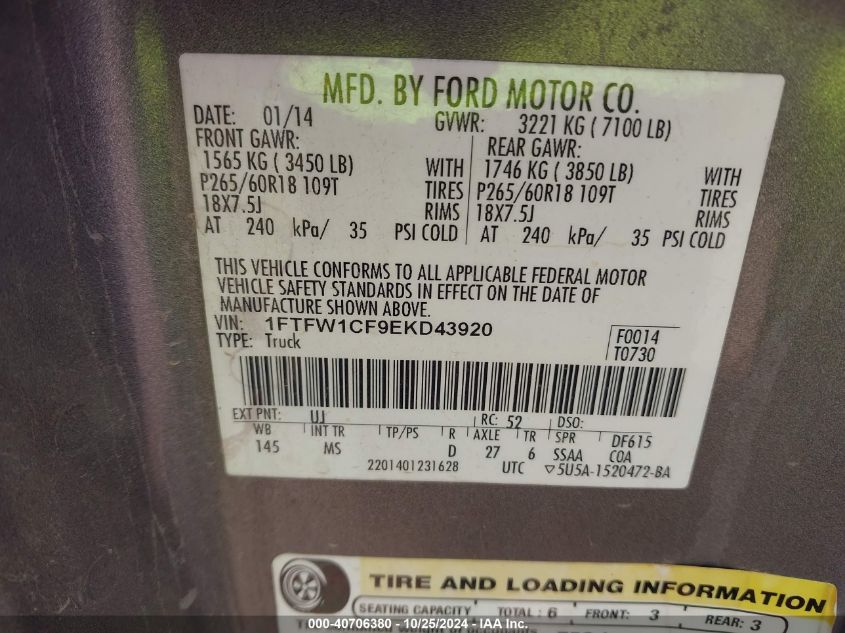 MFD. BY FORD MOTOR CO.
DATE: 01/14 GVWR: 3221 KG ( 7100 LB)
FRONT GAWR: REAR GAWR:
1565 KG ( 3450 LB) WITH 1746 KG ( 3850 LB) WITH
P265/60R18 109T TIRES P265/60R18 109T TIRES
18X7.5J RIMS 18X7.5J RIMS
AT 240 kPa/ 35 PSI COLD AT 240 kPa/ 35 PSI COLD
THIS VEHICLE CONFORMS TO ALL APPLICABLE FEDERAL MOTOR
VEHICLE SAFETY STANDARDS IN EFFECT ON THE DATE OF
MANUFACTURE SHOWN ABOVE.
VIN: 1FTFW1CF9EKD43920 F0014
TYPE: Truck T0730
EXT PNT: UJ RC: 52 DSO:
WB INT TR TP/PS R AXLE TR SPR DF615
145 MS D 27 6 SSAA COA
2201401231628 UTC ▽5U5A-1520472-BA
TIRE AND LOADING INFORMATION
SEATING CAPACITY TOTAL : 6 FRONT: 3 REAR: 3
000-40706380 - 10/25/2024 - IAA Inc.